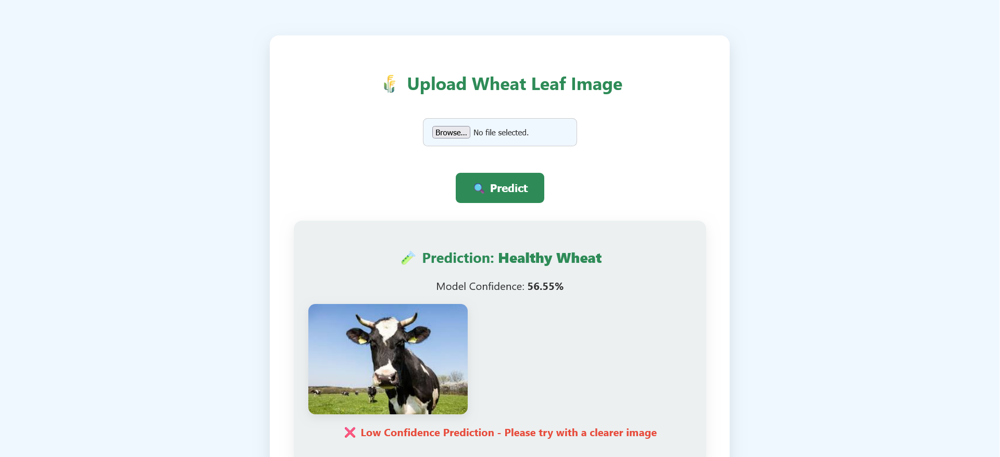 Upload Wheat Leaf Image
Browse... No file selected.
Predict
Prediction: Healthy Wheat
Model Confidence: 56.55%
Low Confidence Prediction - Please try with a clearer image